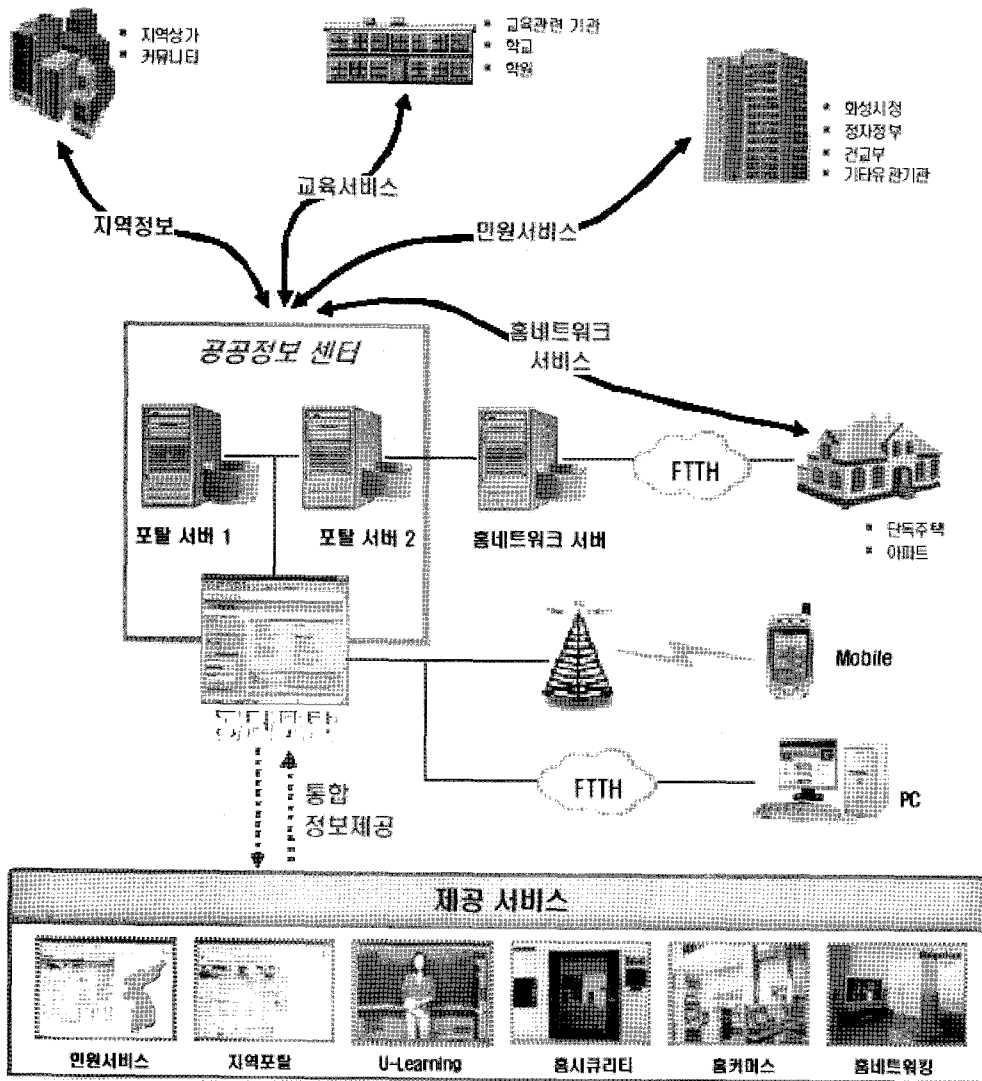 * 지역상가
* 커뮤니티
* 교육관련 기관
* 학교
* 학원
* 화성시청
* 정자정부
* 건교부
* 기타유관기관
교육서비스
지역정보
민원서비스
홈네트워크
서비스
공공정보 센터
포탈 서버 1
포탈 서버 2
홈네트워크 서버
FTTH
* 단독주택
* 아파트
Mobile
FTTH
PC
통합
정보제공
제공 서비스
민원서비스
지역포탈
U-Learning
홈시큐리티
홈커머스
홈네트워킹